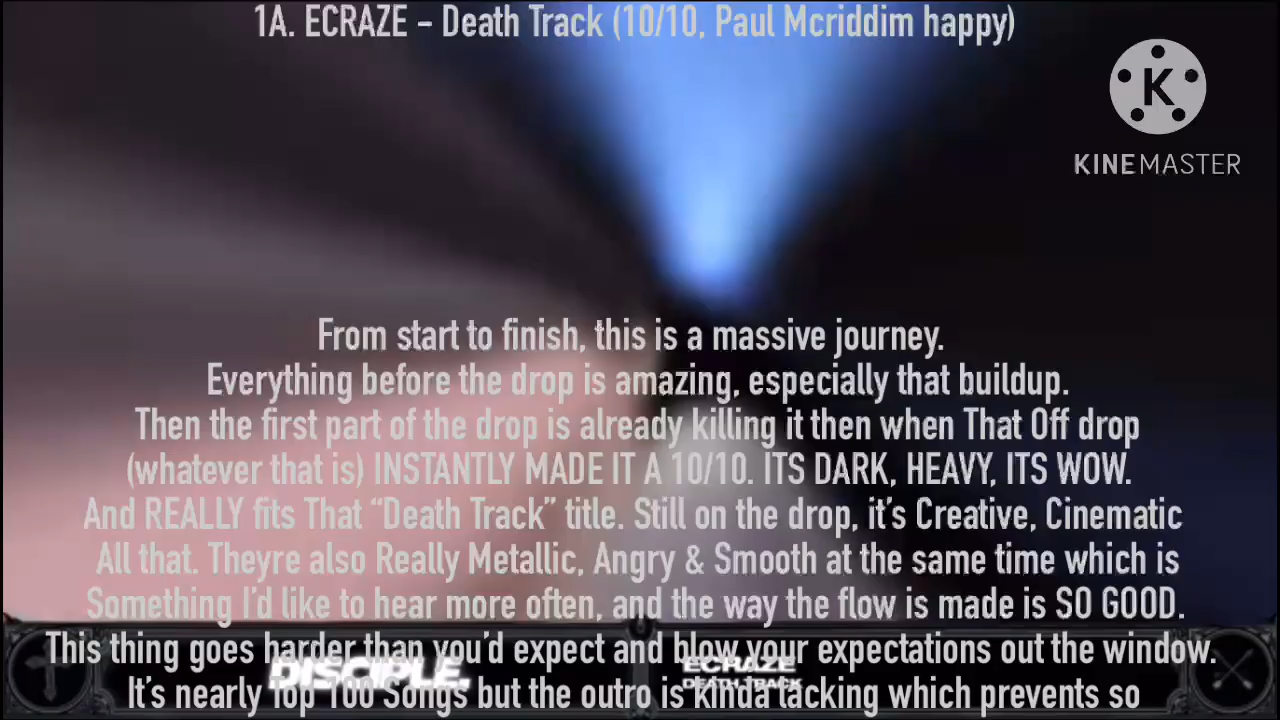 1A. ECRAZE – Death Track (10/10, Paul Mcriddim happy)
K
KINEMASTER
From start to finish, this is a massive journey.
Everything before the drop is amazing, especially that buildup.
Then the first part of the drop is already killing it then when That Off drop
(whatever that is) INSTANTLY MADE IT A 10/10. ITS DARK, HEAVY, ITS WOW.
And REALLY fits That “Death Track” title. Still on the drop, it’s Creative, Cinematic
All that. Theyre also Really Metallic, Angry & Smooth at the same time which is
Something I’d like to hear more often, and the way the flow is made is SO GOOD.
This thing goes harder than you’d expect and blow your expectations out the window.
DISCIPLE.
ECRAZE
DEATH TRACK
It’s nearly Top 100 Songs but the outro is kinda lacking which prevents so